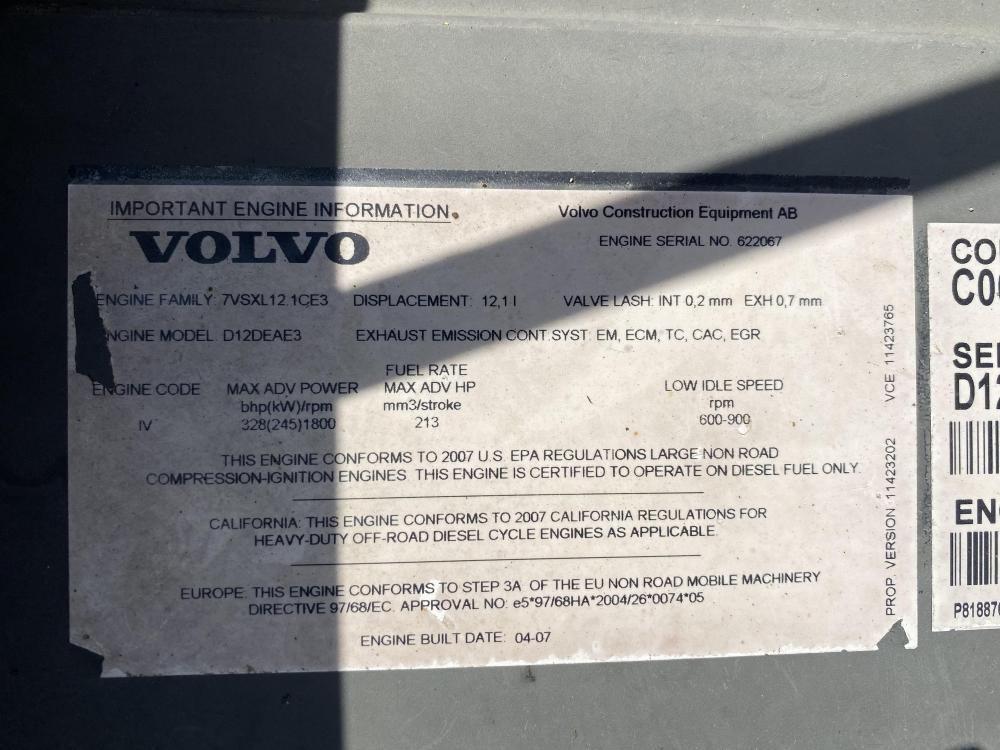 IMPORTANT ENGINE INFORMATION.
Volvo Construction Equipment AB
VOLVO
ENGINE SERIAL NO. 622067
ENGINE FAMILY: 7VSXL12.1CE3 DISPLACEMENT: 12,1 l VALVE LASH: INT 0,2 mm EXH 0,7 mm
ENGINE MODEL D12DEAE3 EXHAUST EMISSION CONT.SYST: EM, ECM, TC, CAC, EGR
FUEL RATE
ENGINE CODE MAX ADV POWER MAX ADV HP LOW IDLE SPEED
bhp(kW)/rpm mm3/stroke rpm
IV 328(245)1800 213 600-900
THIS ENGINE CONFORMS TO 2007 U.S. EPA REGULATIONS LARGE NON ROAD
COMPRESSION-IGNITION ENGINES. THIS ENGINE IS CERTIFIED TO OPERATE ON DIESEL FUEL ONLY.
CALIFORNIA: THIS ENGINE CONFORMS TO 2007 CALIFORNIA REGULATIONS FOR
HEAVY-DUTY OFF-ROAD DIESEL CYCLE ENGINES AS APPLICABLE.
EUROPE: THIS ENGINE CONFORMS TO STEP 3A OF THE EU NON ROAD MOBILE MACHINERY
DIRECTIVE 97/68/EC. APPROVAL NO: e5*97/68HA*2004/26*0074*05
ENGINE BUILT DATE: 04-07
PROP. VERSION 11423202 VCE 11423765
CO
C0
SE
D12
EN
P81887